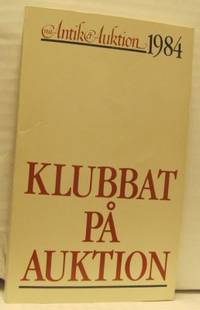 Antik & Auktion 1984
KLUBBAT
PÅ
AUKTION